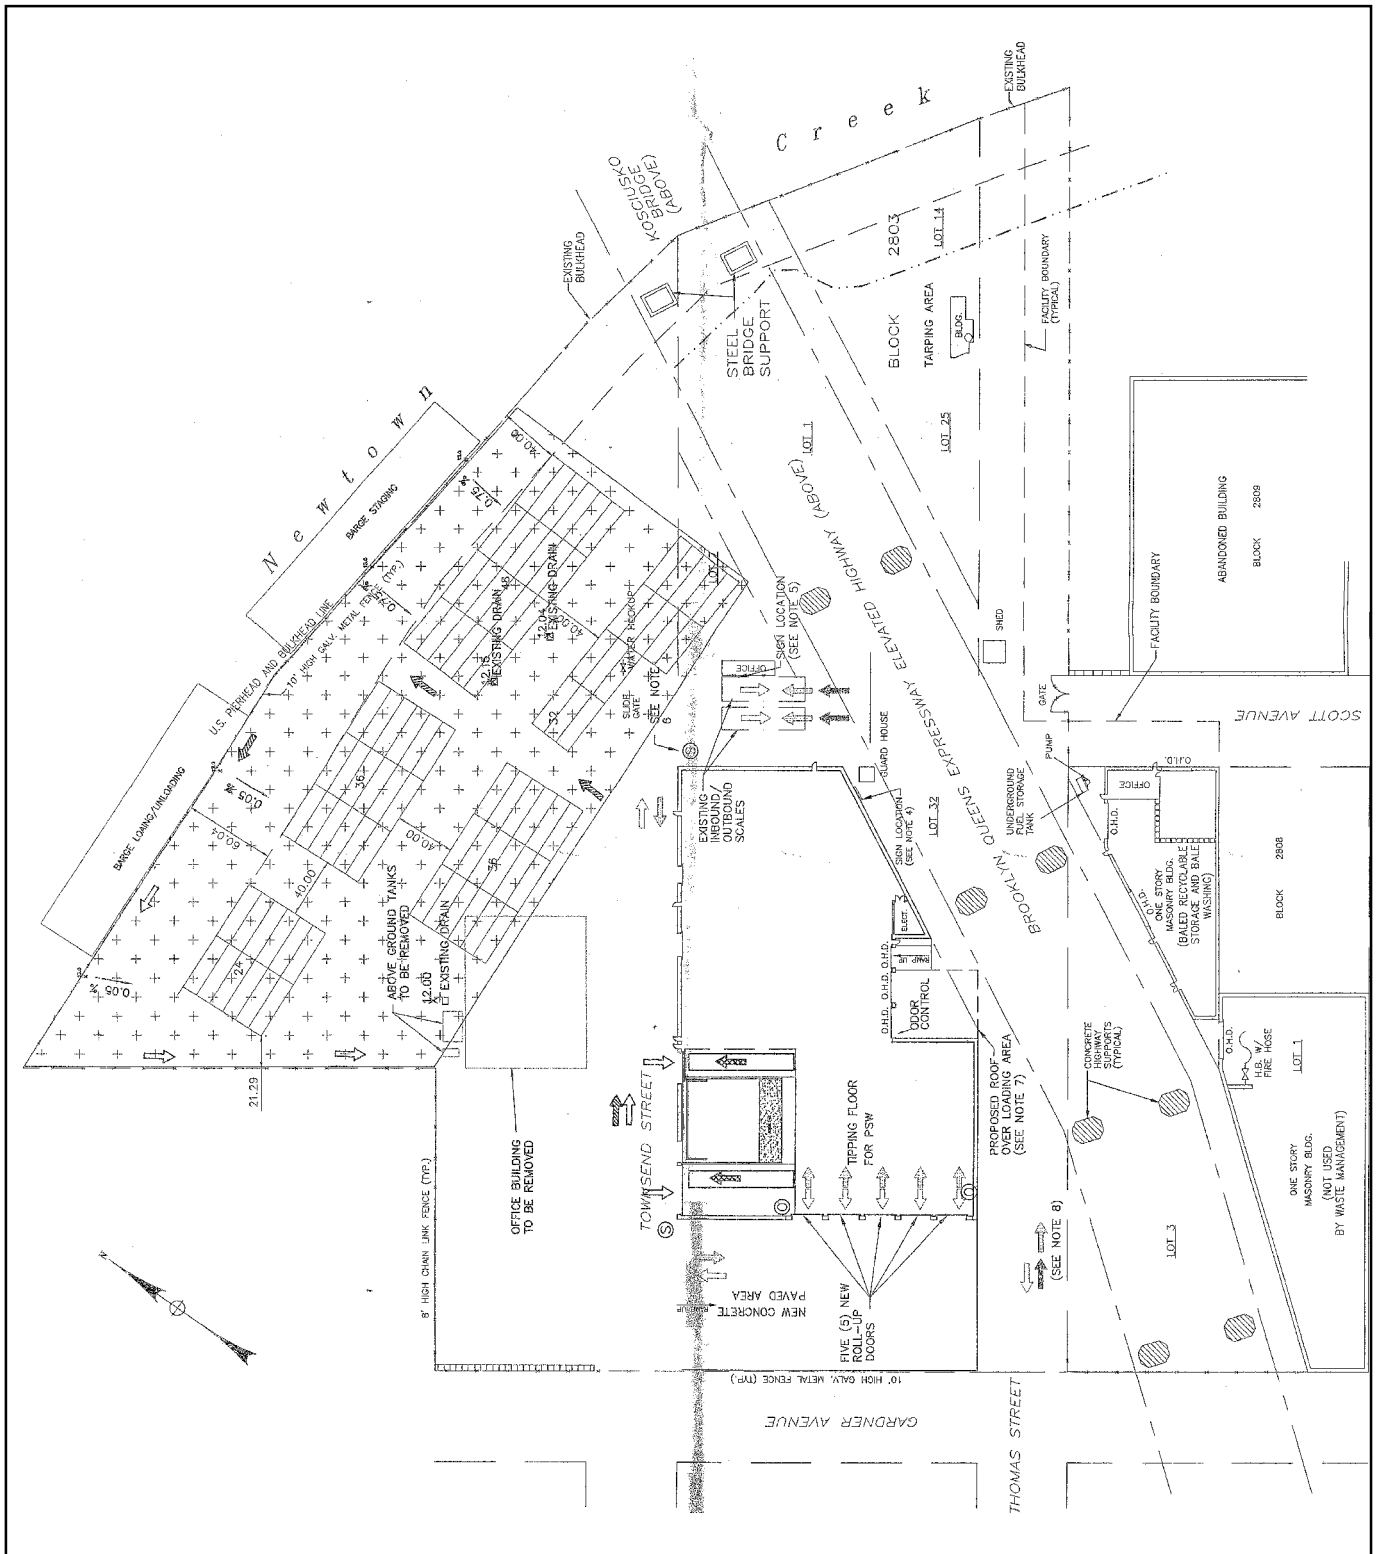 Creek
EXISTING
BULKHEAD
KOSCIUSKO
BRIDGE
(ABOVE)
EXISTING
BULKHEAD
STEEL
BRIDGE
SUPPORT
BLOCK 2803
LOT 14
TARPING AREA
BLDG.
FACILITY BOUNDARY
(TYPICAL)
Newtown
BARGE STAGING
40.06
0.75 %
0.75 %
U.S. PIERHEAD AND BULKHEAD LINE
10' HIGH GALV. METAL FENCE (TYP.)
48
EXISTING DRAIN
12.04
EXISTING DRAIN
12.15
40.00
WATER HOOKUP
LOT 1
LOT 25
BROOKLYN QUEENS EXPRESSWAY ELEVATED HIGHWAY (ABOVE)
ABANDONED BUILDING
BLOCK 2809
FACILITY BOUNDARY
SIGN LOCATION
(SEE NOTE 5)
OFFICE
SHED
32
SLIDE
GATE
SEE NOTE
6
S
BARGE LOAING/UNLOADING
0.05 %
60.04
36
40.00
36
40.00
24
0.05 %
EXISTING
INBOUND/
OUTBOUND
SCALES
GUARD HOUSE
SIGN LOCATION
(SEE NOTE 4)
LOT 32
GATE
SCOTT AVENUE
PUMP
UNDERGROUND
FUEL STORAGE
TANK
O.H.D.
OFFICE
O.H.D.
O.H.D.
ONE STORY
MASONRY BLDG.
(BALED RECYCLABLE
STORAGE AND BALE
WASHING)
BLOCK 2808
ABOVE GROUND TANKS
TO BE REMOVED
12.00
EXISTING DRAIN
21.29
ELECT.
RAMP UP
O.H.D. O.H.D. O.H.D.
ODOR
CONTROL
OFFICE BUILDING
TO BE REMOVED
TOWNSEND STREET
TIPPING FLOOR
FOR PSW
PROPOSED ROOF
OVER LOADING AREA
(SEE NOTE 7)
CONCRETE
HIGHWAY
SUPPORTS
(TYPICAL)
O.H.D.
H.B. W/
FIRE HOSE
LOT 1
ONE STORY
MASONRY BLDG.
(NOT USED
BY WASTE MANAGEMENT)
S
(SEE NOTE 8)
LOT 3
8' HIGH CHAIN LINK FENCE (TYP.)
N
NEW CONCRETE
PAVED AREA
FIVE (5) NEW
ROLL-UP
DOORS
10' HIGH GALV. METAL FENCE (TYP.)
GARDNER AVENUE
THOMAS STREET